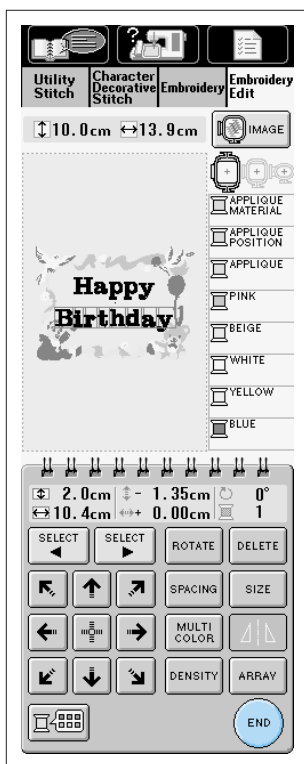 Utility
Stitch
Character
Decorative
Stitch
Embroidery
Embroidery
Edit
10.0cm 13.9cm
IMAGE
APPLIQUE
MATERIAL
APPLIQUE
POSITION
APPLIQUE
PINK
BEIGE
WHITE
YELLOW
BLUE
Happy
Birthday
2.0cm - 1.35cm 0°
10.4cm + 0.00cm 1
SELECT
SELECT
ROTATE
DELETE
SPACING
SIZE
MULTI
COLOR
DENSITY
ARRAY
END